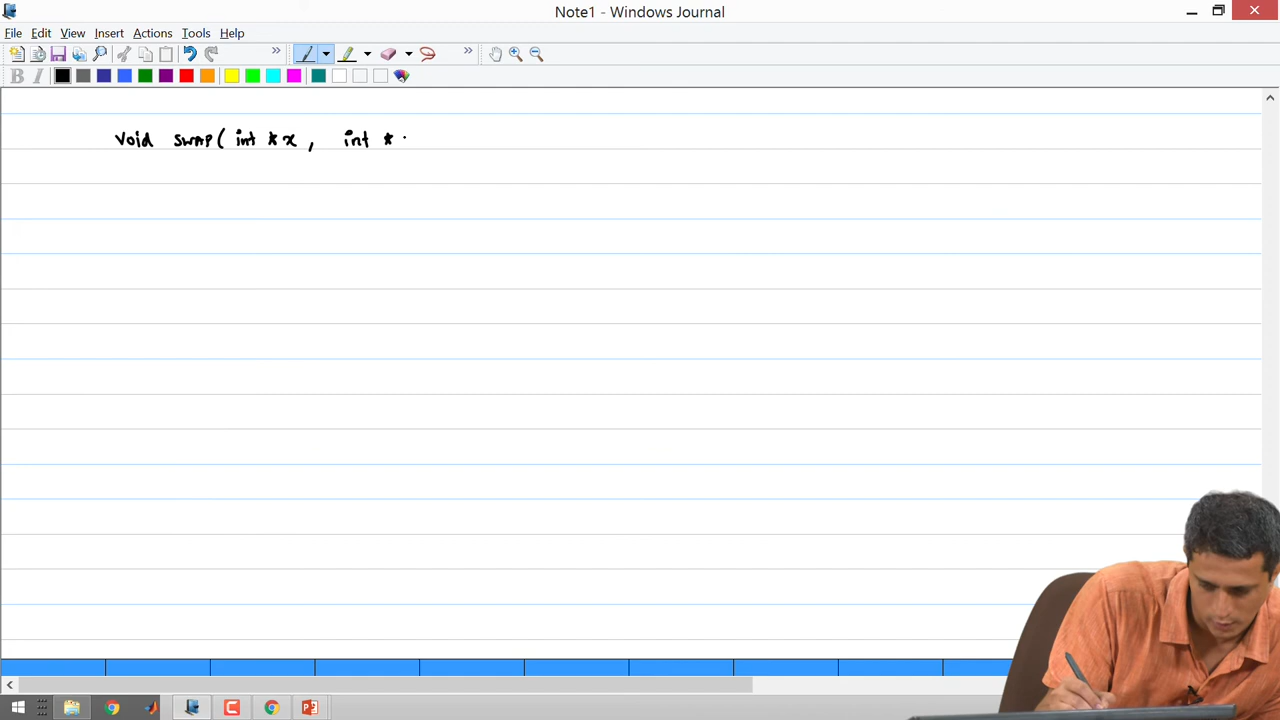 Note1 - Windows Journal
File Edit View Insert Actions Tools Help
B I
void swap( int *x , int *